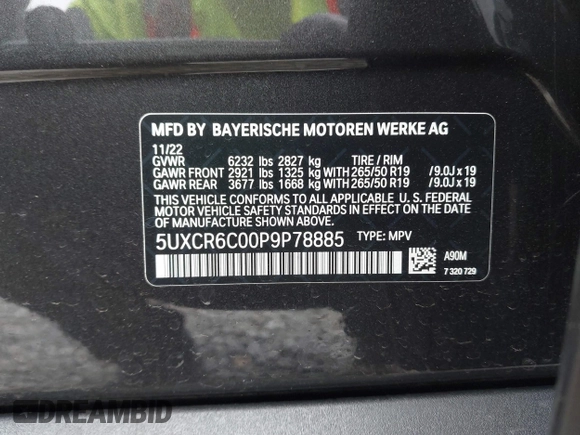 MFD BY BAYERISCHE MOTOREN WERKE AG
11/22
GVWR 6232 lbs 2827 kg TIRE / RIM
GAWR FRONT 2921 lbs 1325 kg WITH 265/50 R19 /9.0J x 19
GAWR REAR 3677 lbs 1668 kg WITH 265/50 R19 /9.0J x 19
THIS VEHICLE CONFORMS TO ALL APPLICABLE U. S. FEDERAL
MOTOR VEHICLE SAFETY STANDARDS IN EFFECT ON THE DATE
OF MANUFACTURE SHOWN ABOVE.
5UXCR6C00P9P78885 TYPE: MPV
A90M
7 320 729
DREAMBID